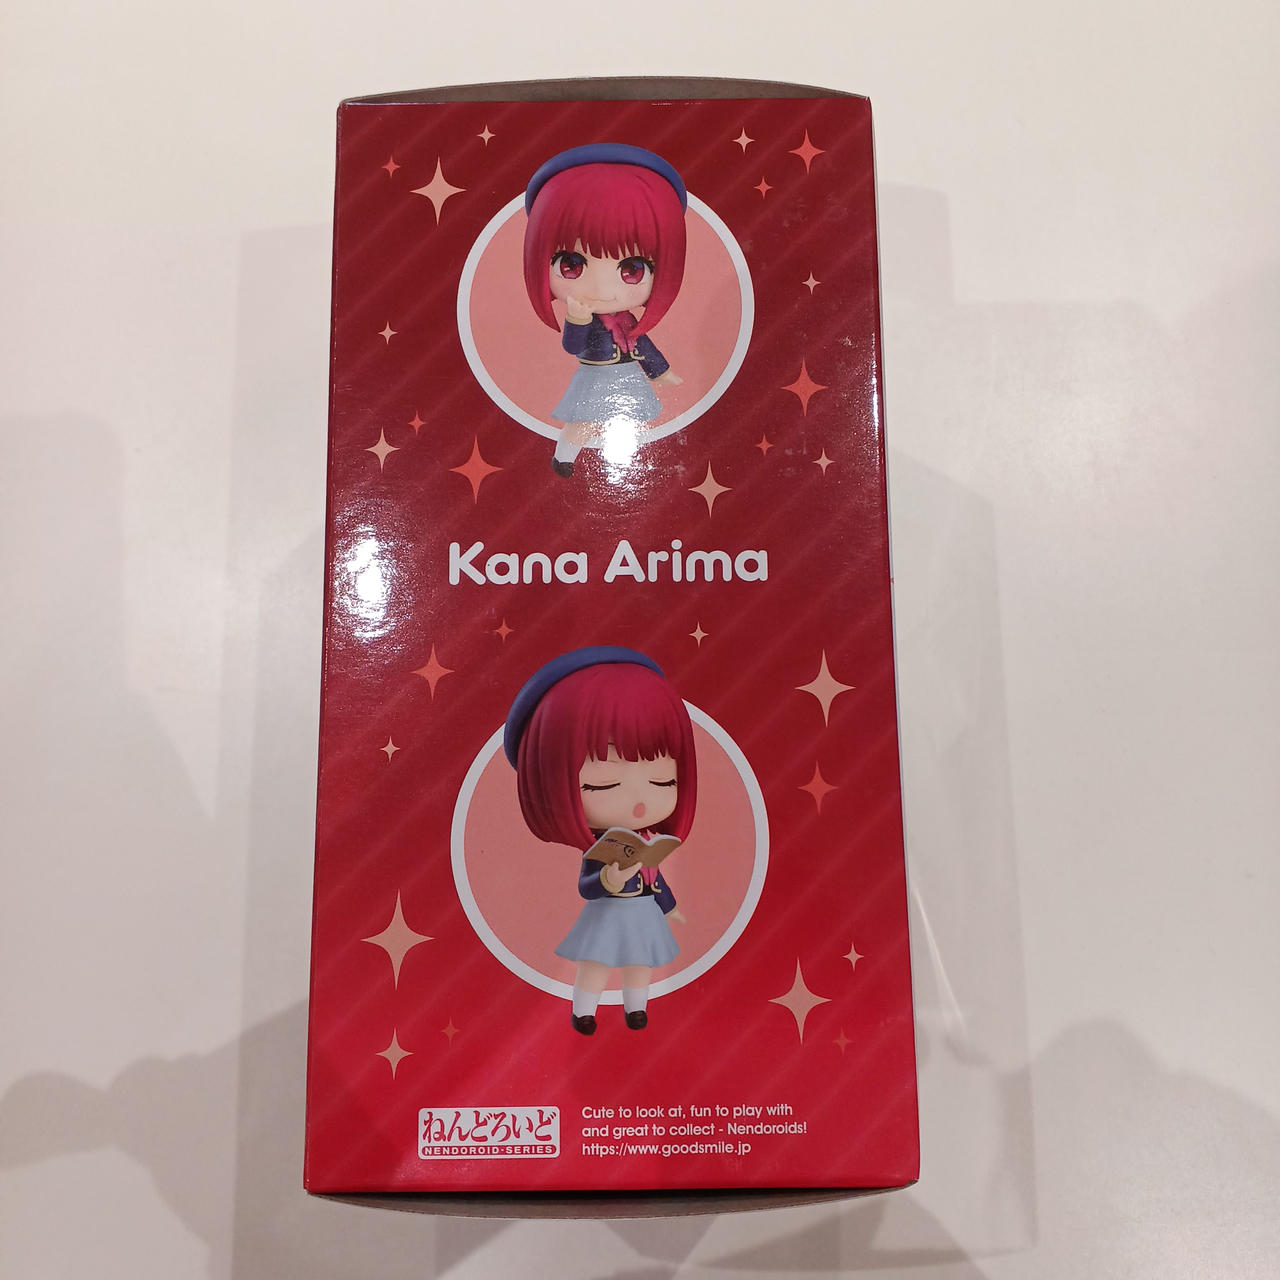 Kana Arima
ねんどろいど
NENDOROID·SERIES
Cute to look at, fun to play with
and great to collect - Nendoroids!
https://www.goodsmile.jp